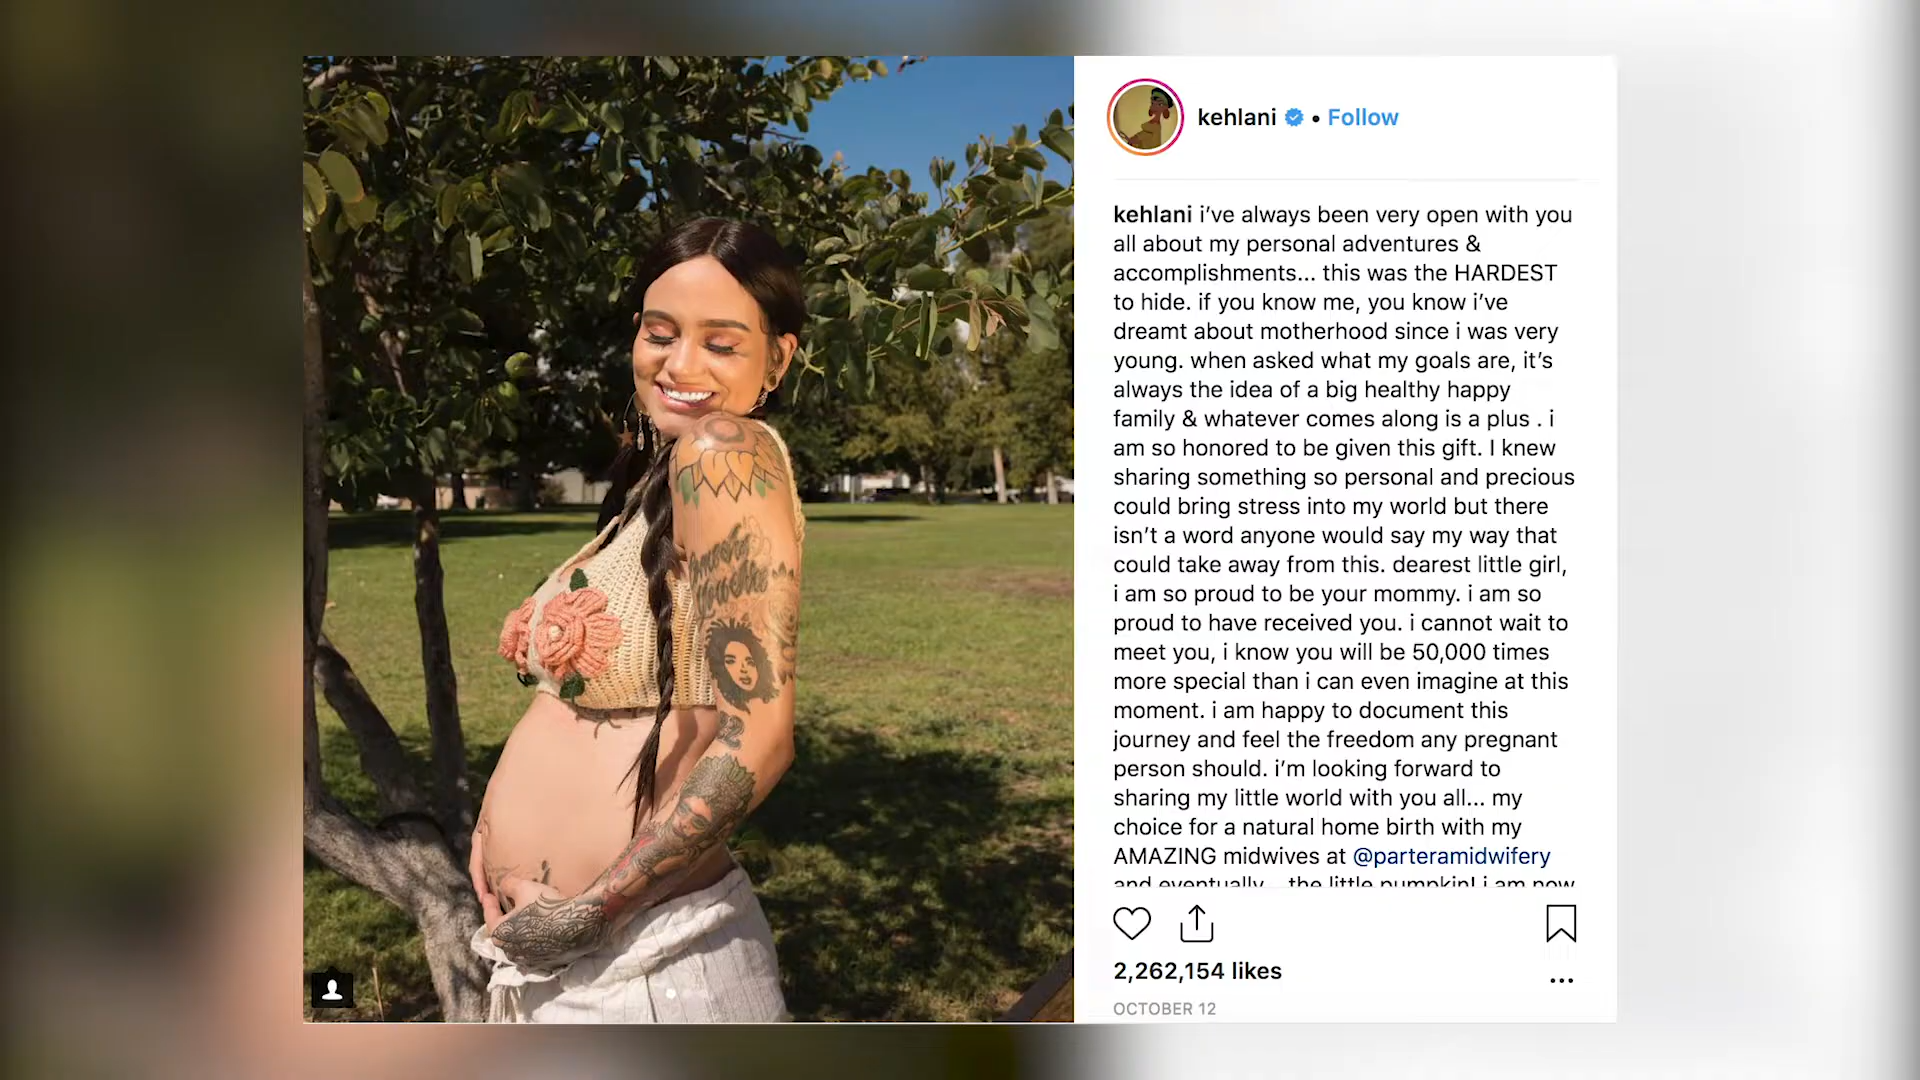 kehlani • Follow
kehlani i’ve always been very open with you
all about my personal adventures &
accomplishments... this was the HARDEST
to hide. if you know me, you know i’ve
dreamt about motherhood since i was very
young. when asked what my goals are, it’s
always the idea of a big healthy happy
family & whatever comes along is a plus . i
am so honored to be given this gift. I knew
sharing something so personal and precious
could bring stress into my world but there
isn’t a word anyone would say my way that
could take away from this. dearest little girl,
i am so proud to be your mommy. i am so
proud to have received you. i cannot wait to
meet you, i know you will be 50,000 times
more special than i can even imagine at this
moment. i am happy to document this
journey and feel the freedom any pregnant
person should. i’m looking forward to
sharing my little world with you all... my
choice for a natural home birth with my
AMAZING midwives at @parteramidwifery
and eventually... the little pumpkin! i am now
2,262,154 likes
OCTOBER 12